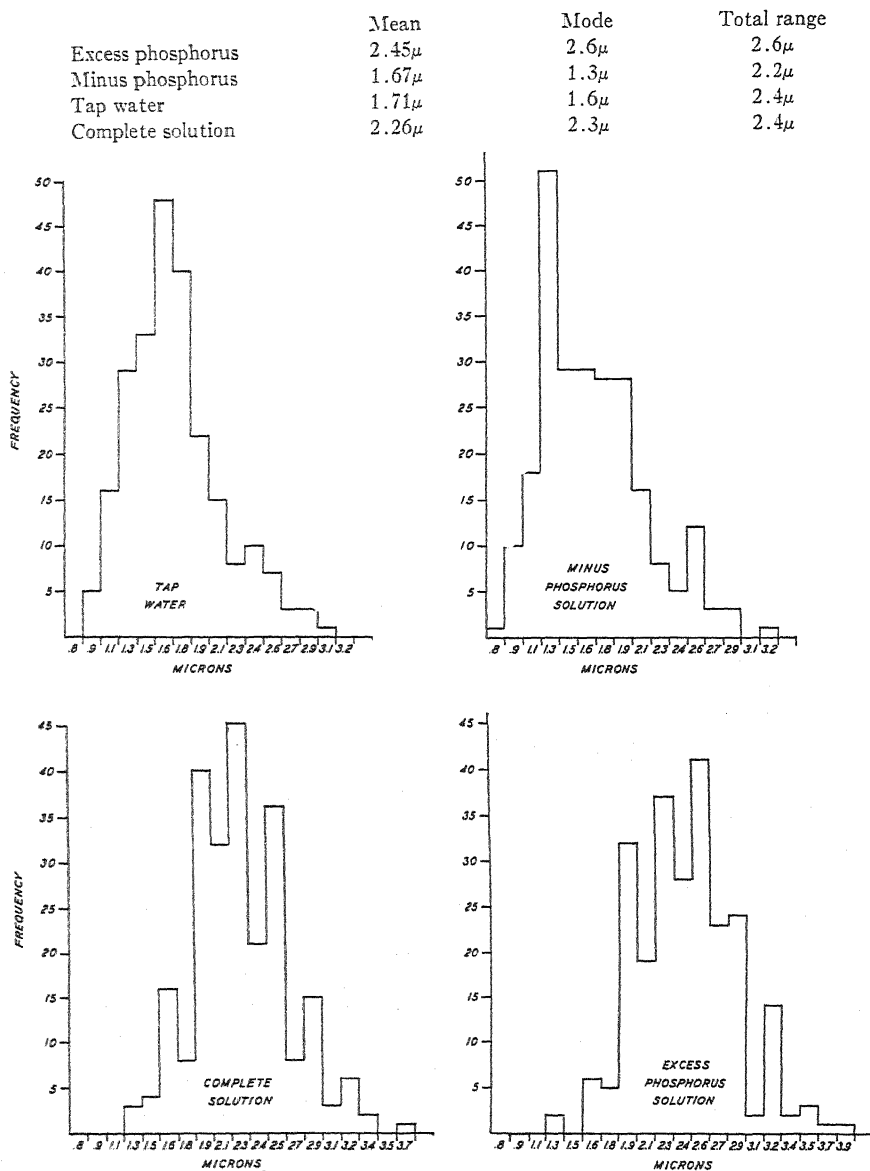 Mean Mode Total range
Excess phosphorus 2.45μ 2.6μ 2.6μ
Minus phosphorus 1.67μ 1.3μ 2.2μ
Tap water 1.71μ 1.6μ 2.4μ
Complete solution 2.26μ 2.3μ 2.4μ
50
45
40
35
30
25
20
15
10
5
FREQUENCY
TAP
WATER
.8 .9 1.1 1.3 1.5 1.6 1.8 1.9 2.1 2.3 2.4 2.6 2.7 2.9 3.1 3.2
MICRONS
50
45
40
35
30
25
20
15
10
5
MINUS
PHOSPHORUS
SOLUTION
.8 .9 1.1 1.3 1.5 1.6 1.8 1.9 2.1 2.3 2.4 2.6 2.7 2.9 3.1 3.2
MICRONS
45
40
35
30
25
20
15
10
5
FREQUENCY
COMPLETE
SOLUTION
.8 .9 1.1 1.3 1.5 1.6 1.8 1.9 2.1 2.3 2.4 2.6 2.7 2.9 3.1 3.2 3.4 3.5 3.7
MICRONS
45
40
35
30
25
20
15
10
5
EXCESS
PHOSPHORUS
SOLUTION
.8 .9 1.1 1.3 1.5 1.6 1.8 1.9 2.1 2.3 2.4 2.6 2.7 2.9 3.1 3.2 3.4 3.5 3.7 3.9
MICRONS